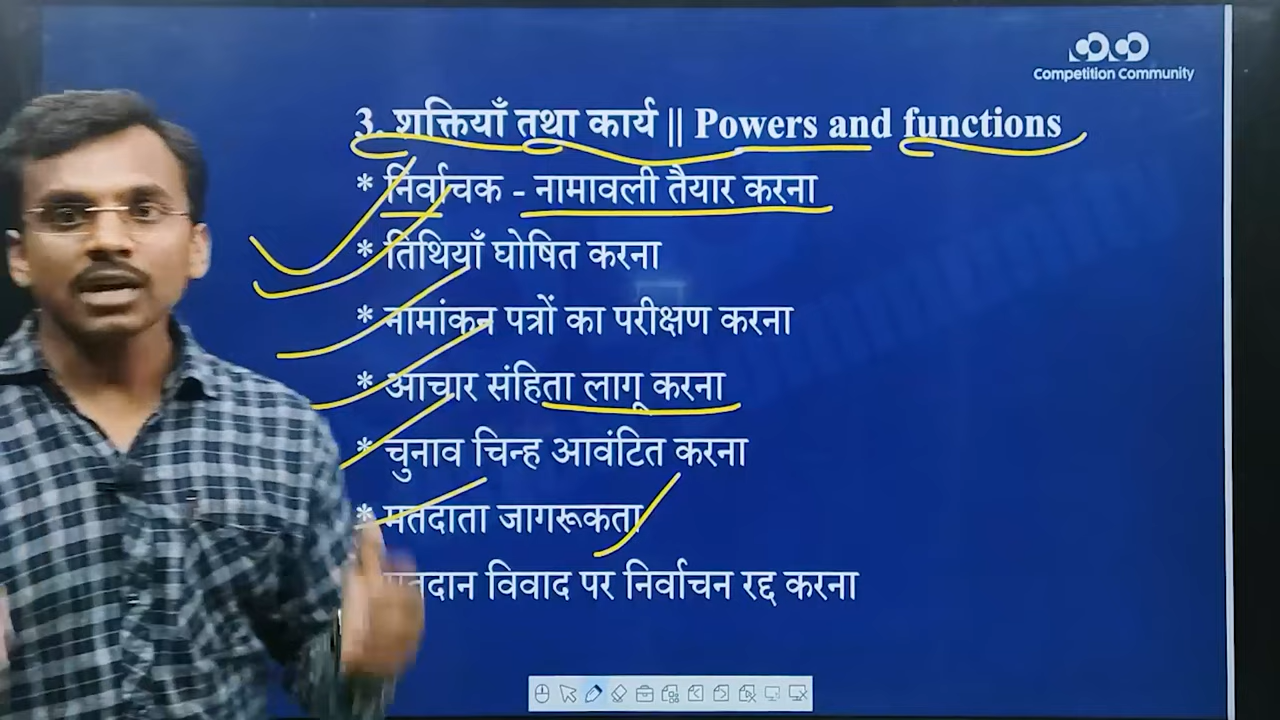 Competition Community
3. शक्तियाँ तथा कार्य || Powers and functions
* निर्वाचक - नामावली तैयार करना
* तिथियाँ घोषित करना
* नामांकन पत्रों का परीक्षण करना
* आचार संहिता लागू करना
* चुनाव चिन्ह आवंटित करना
* मतदाता जागरूकता
विवाद पर निर्वाचन रद्द करना